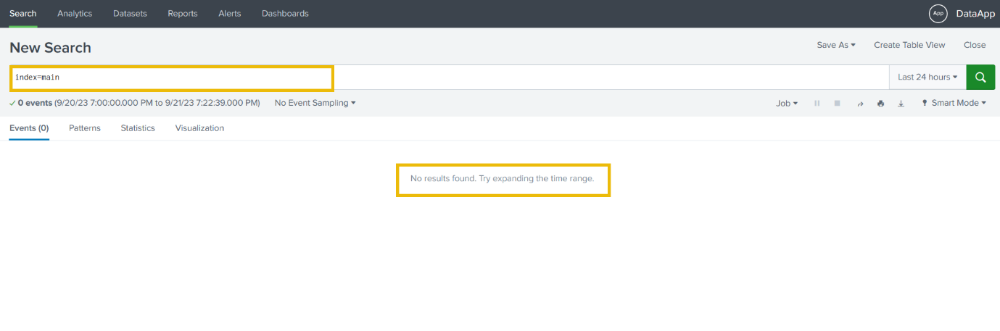 Search Analytics Datasets Reports Alerts Dashboards App DataApp
New Search Save As Create Table View Close
index=main Last 24 hours
0 events (9/20/23 7:00:00.000 PM to 9/21/23 7:22:39.000 PM) No Event Sampling Job Smart Mode
Events (0) Patterns Statistics Visualization
No results found. Try expanding the time range.